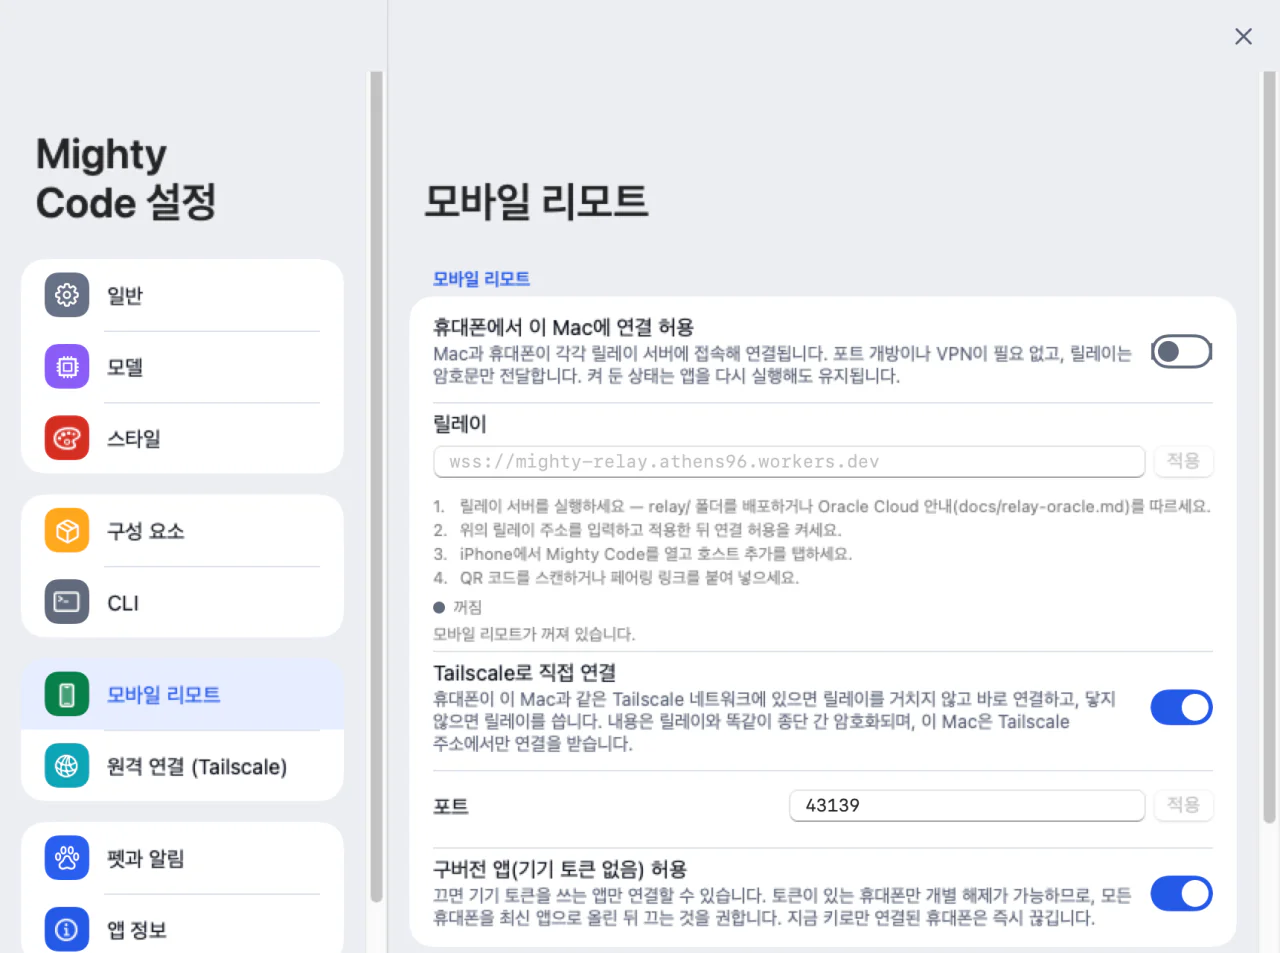 Mighty
Code 설정
일반
모델
스타일
구성 요소
CLI
모바일 리모트
원격 연결 (Tailscale)
펫과 알림
앱 정보
모바일 리모트
모바일 리모트
휴대폰에서 이 Mac에 연결 허용
Mac과 휴대폰이 각각 릴레이 서버에 접속해 연결됩니다. 포트 개방이나 VPN이 필요 없고, 릴레이는
암호문만 전달합니다. 켜 둔 상태는 앱을 다시 실행해도 유지됩니다.
릴레이
wss://mighty-relay.athens96.workers.dev
적용
1. 릴레이 서버를 실행하세요 — relay/ 폴더를 배포하거나 Oracle Cloud 안내(docs/relay-oracle.md)를 따르세요.
2. 위의 릴레이 주소를 입력하고 적용한 뒤 연결 허용을 켜세요.
3. iPhone에서 Mighty Code를 열고 호스트 추가를 탭하세요.
4. QR 코드를 스캔하거나 페어링 링크를 붙여 넣으세요.
꺼짐
모바일 리모트가 꺼져 있습니다.
Tailscale로 직접 연결
휴대폰이 이 Mac과 같은 Tailscale 네트워크에 있으면 릴레이를 거치지 않고 바로 연결하고, 닿지
않으면 릴레이를 씁니다. 내용은 릴레이와 똑같이 종단 간 암호화되며, 이 Mac은 Tailscale
주소에서만 연결을 받습니다.
포트
43139
적용
구버전 앱(기기 토큰 없음) 허용
끄면 기기 토큰을 쓰는 앱만 연결할 수 있습니다. 토큰이 있는 휴대폰만 개별 해제가 가능하므로, 모든
휴대폰을 최신 앱으로 올린 뒤 끄는 것을 권합니다. 지금 키로만 연결된 휴대폰은 즉시 끊깁니다.